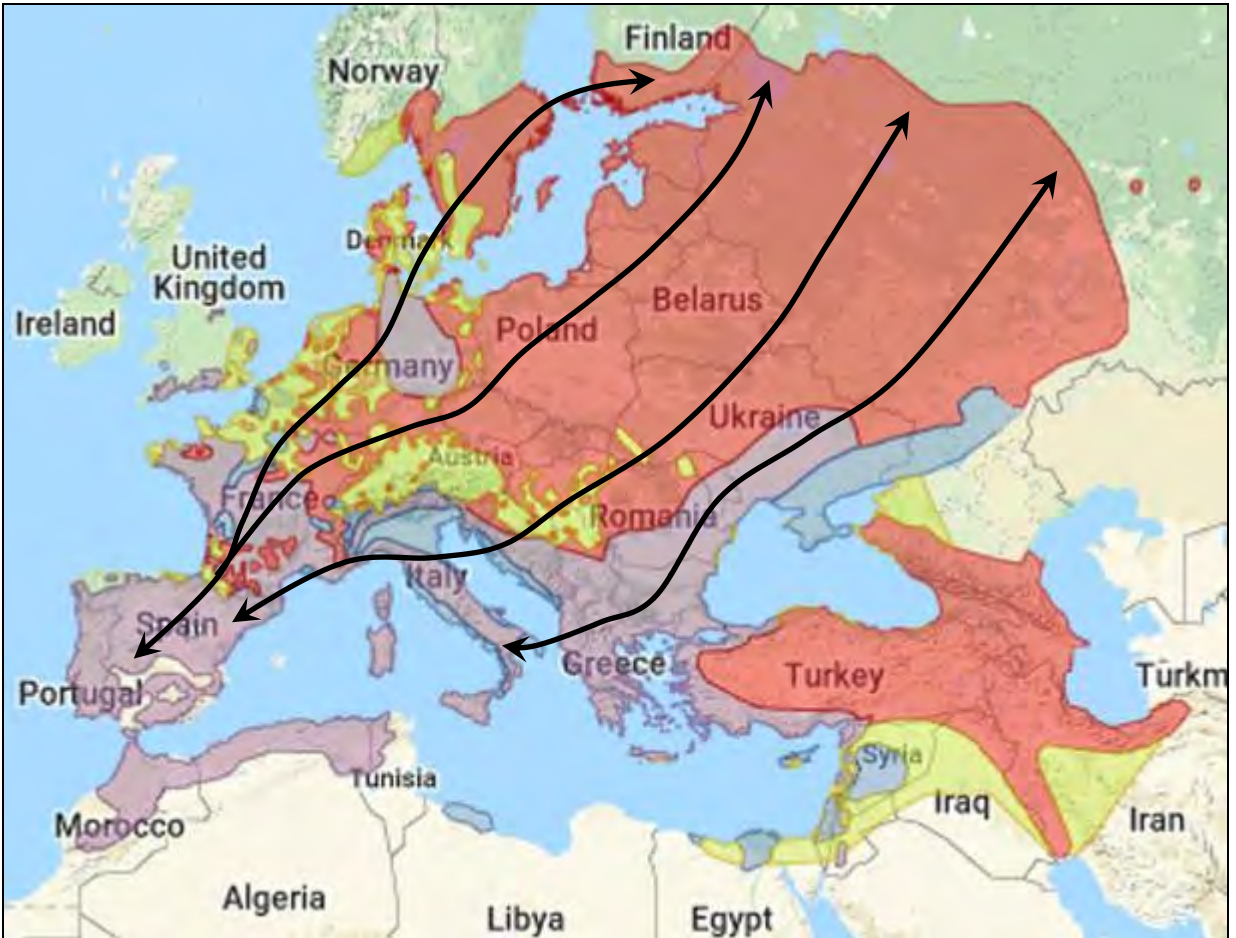 Finland
Norway
Denmark
United
Kingdom
Ireland
Belarus
Poland
Germany
Ukraine
Austria
France
Romania
Italy
Spain
Greece
Portugal
Turkey
Türkm
Syria
Tunisia
Iraq
Iran
Morocco
Algeria
Libya
Egypt